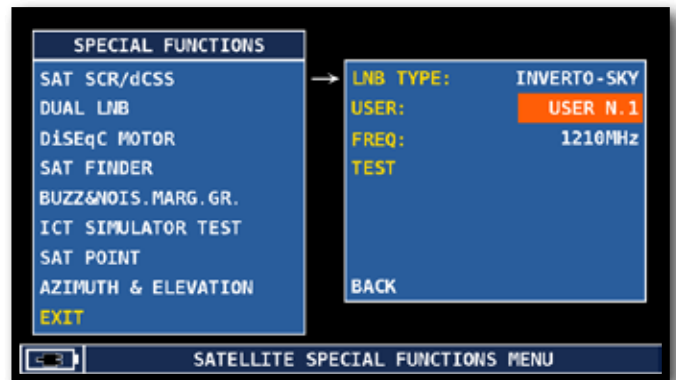 SPECIAL FUNCTIONS
SAT SCR/dCSS
DUAL LNB
DiSEqC MOTOR
SAT FINDER
BUZZ&NOIS.MARG.GR.
ICT SIMULATOR TEST
SAT POINT
AZIMUTH & ELEVATION
EXIT
→ LNB TYPE: INVERTO-SKY
USER: USER N.1
FREQ: 1210MHz
TEST
BACK
SATELLITE SPECIAL FUNCTIONS MENU